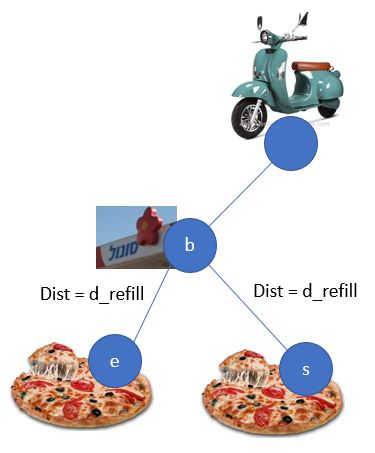 b
סונול
Dist = d_refill
Dist = d_refill
e
s